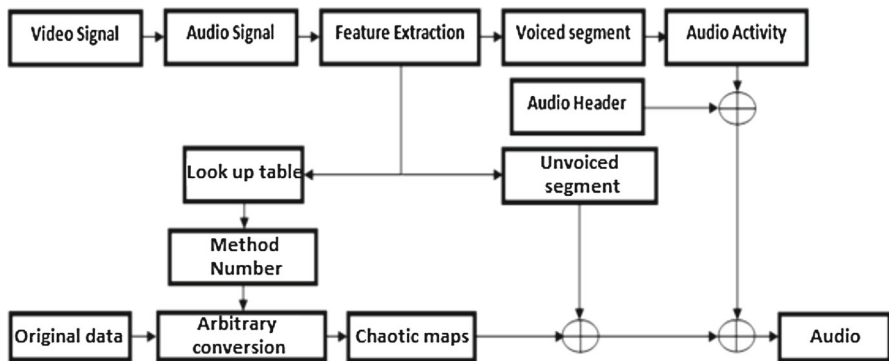 Video Signal
Audio Signal
Feature Extraction
Voiced segment
Audio Activity
Audio Header
Look up table
Unvoiced
segment
Method
Number
Original data
Arbitrary
conversion
Chaotic maps
Audio